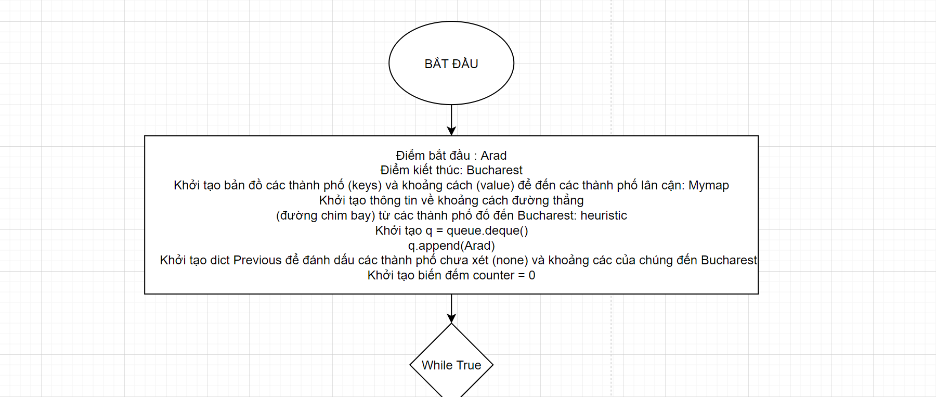 BẮT ĐẦU
Điểm bắt đầu : Arad
Điểm kiết thúc: Bucharest
Khởi tạo bản đồ các thành phố (keys) và khoảng cách (value) để đến các thành phố lân cận: Mymap
Khởi tạo thông tin về khoảng cách đường thẳng
(đường chim bay) từ các thành phố đố đến Bucharest: heuristic
Khởi tạo q = queue.deque()
q.append(Arad)
Khởi tạo dict Previous để đánh dấu các thành phố chưa xét (none) và khoảng các của chúng đến Bucharest
Khởi tạo biến đếm counter = 0
While True